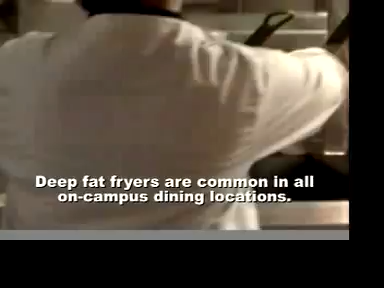 Deep fat fryers are common in all
on-campus dining locations.